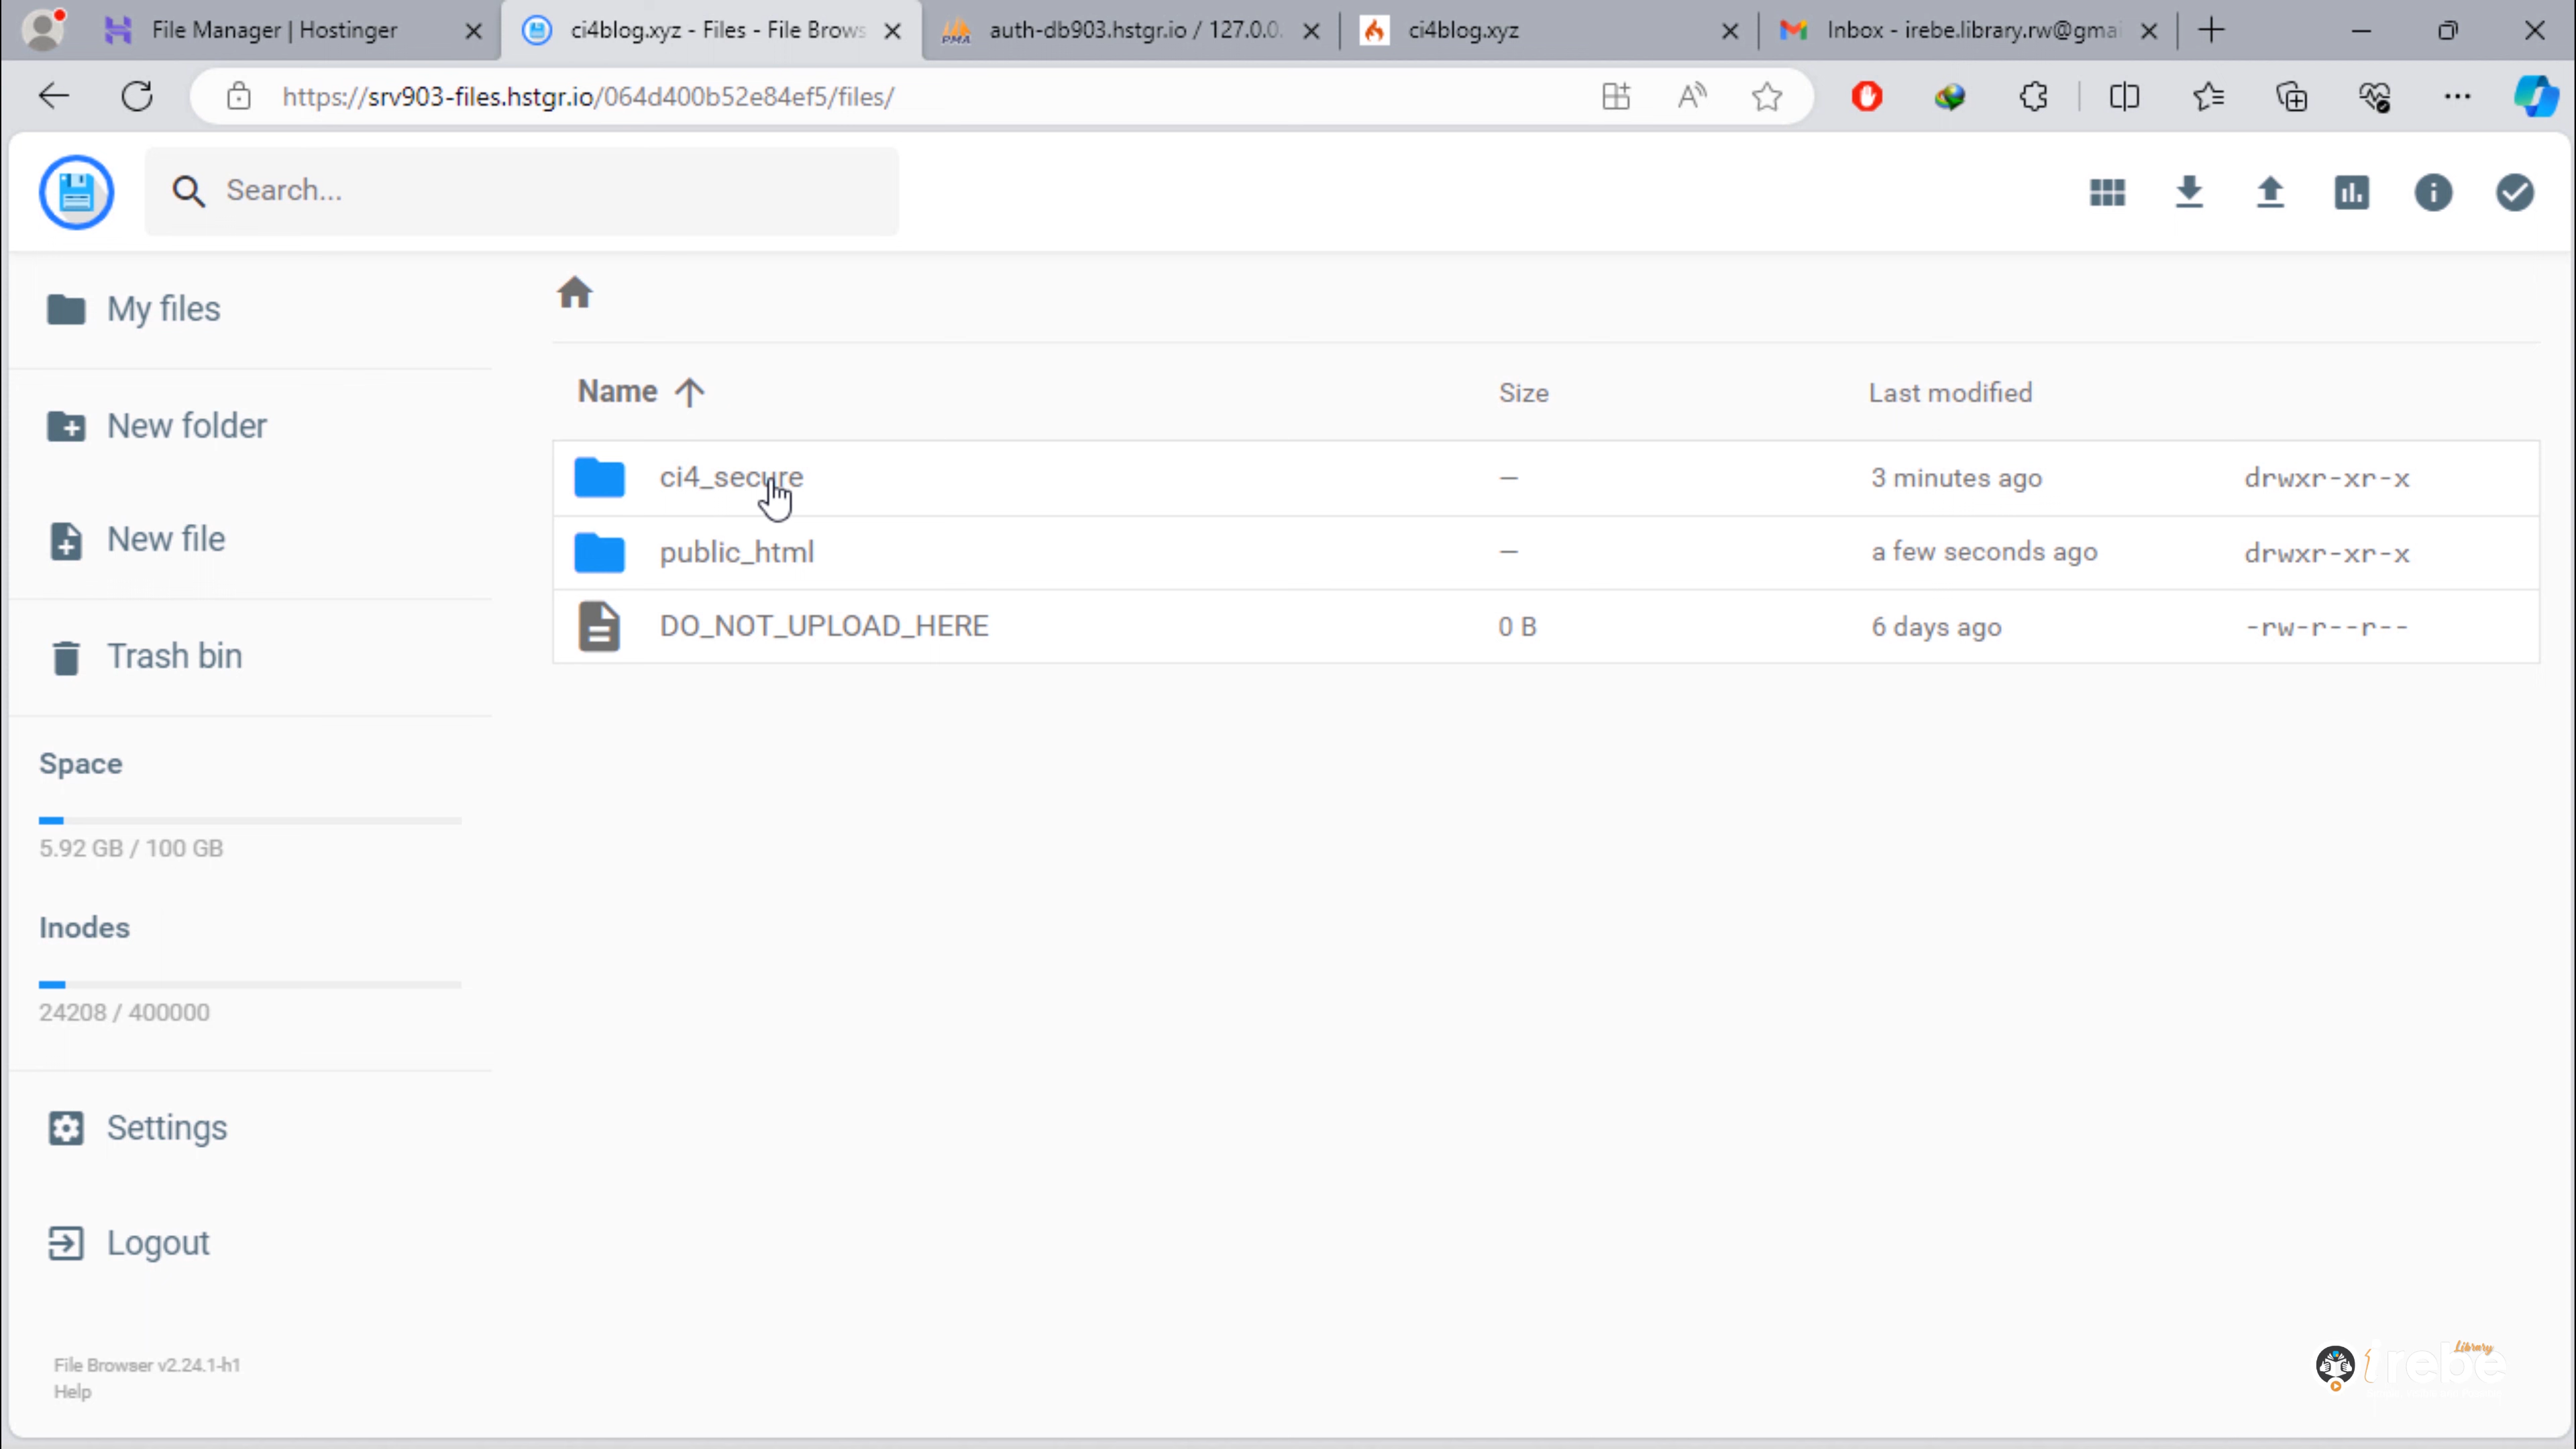 File Manager | Hostinger
ci4blog.xyz - Files - File Brows
auth-db903.hstgr.io / 127.0.0.
ci4blog.xyz
Inbox - irebe.library.rw@gmai
https://srv903-files.hstgr.io/064d400b52e84ef5/files/
Search...
My files
New folder
New file
Trash bin
Space
5.92 GB / 100 GB
Inodes
24208 / 400000
Settings
Logout
File Browser v2.24.1-h1
Help
Name Size Last modified
ci4_secure — 3 minutes ago drwxr-xr-x
public_html — a few seconds ago drwxr-xr-x
DO_NOT_UPLOAD_HERE 0 B 6 days ago -rw-r--r--
Library
irebe